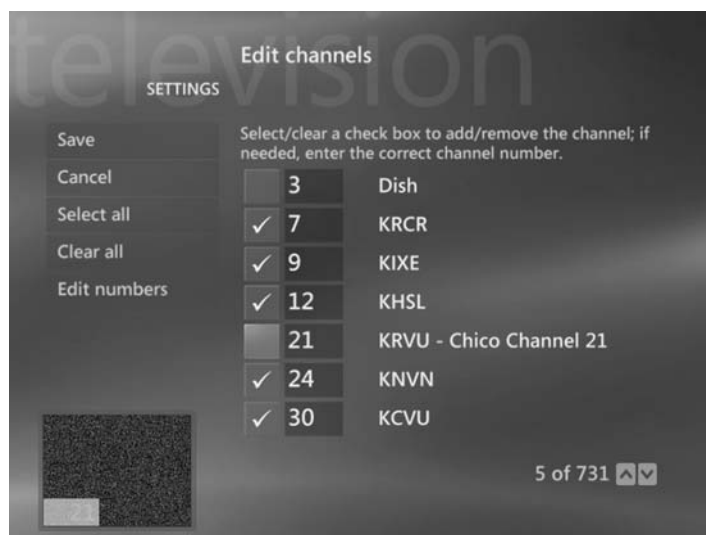 television
Edit channels
SETTINGS
Save
Cancel
Select all
Clear all
Edit numbers
Select/clear a check box to add/remove the channel; if
needed, enter the correct channel number.
3 Dish
✓ 7 KRCR
✓ 9 KIXE
✓ 12 KHSL
21 KRVU - Chico Channel 21
✓ 24 KNVN
✓ 30 KCVU
5 of 731
21